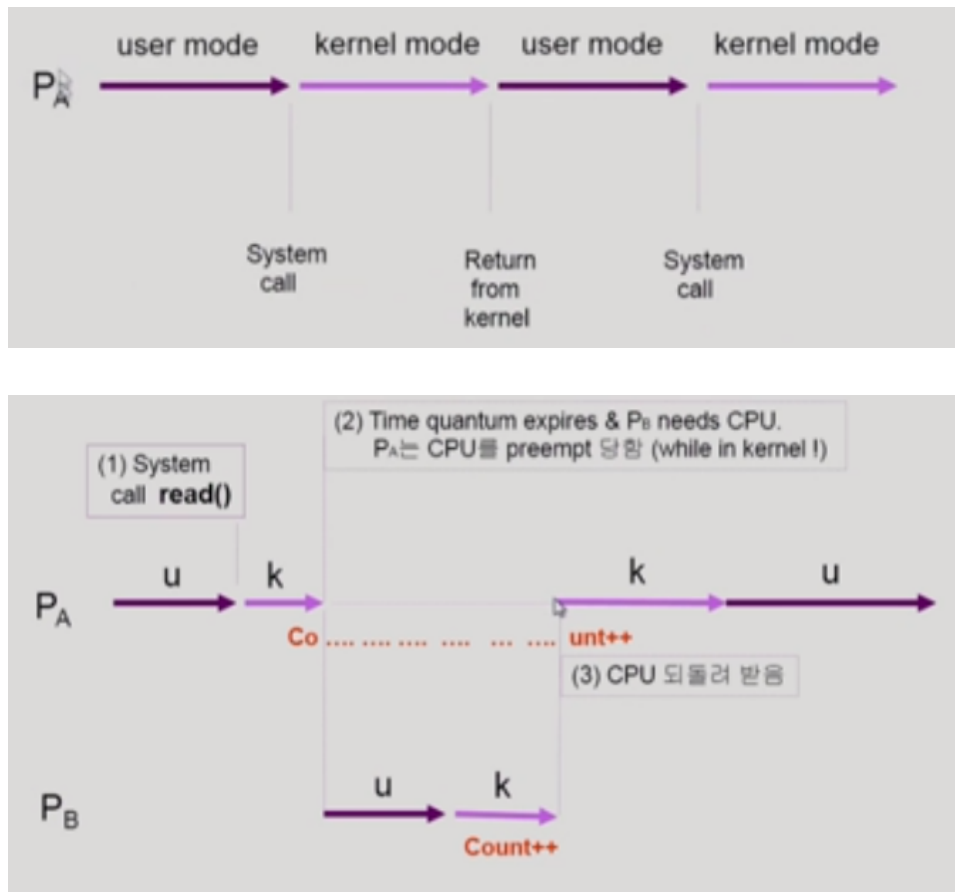 user mode kernel mode user mode kernel mode
PA
System
call
Return
from
kernel
System
call
(2) Time quantum expires & PB needs CPU.
PA는 CPU를 preempt 당함 (while in kernel !)
(1) System
call read()
u k k u
PA
Co .... .... .... .... ... .... unt++
(3) CPU 되돌려 받음
u k
PB
Count++